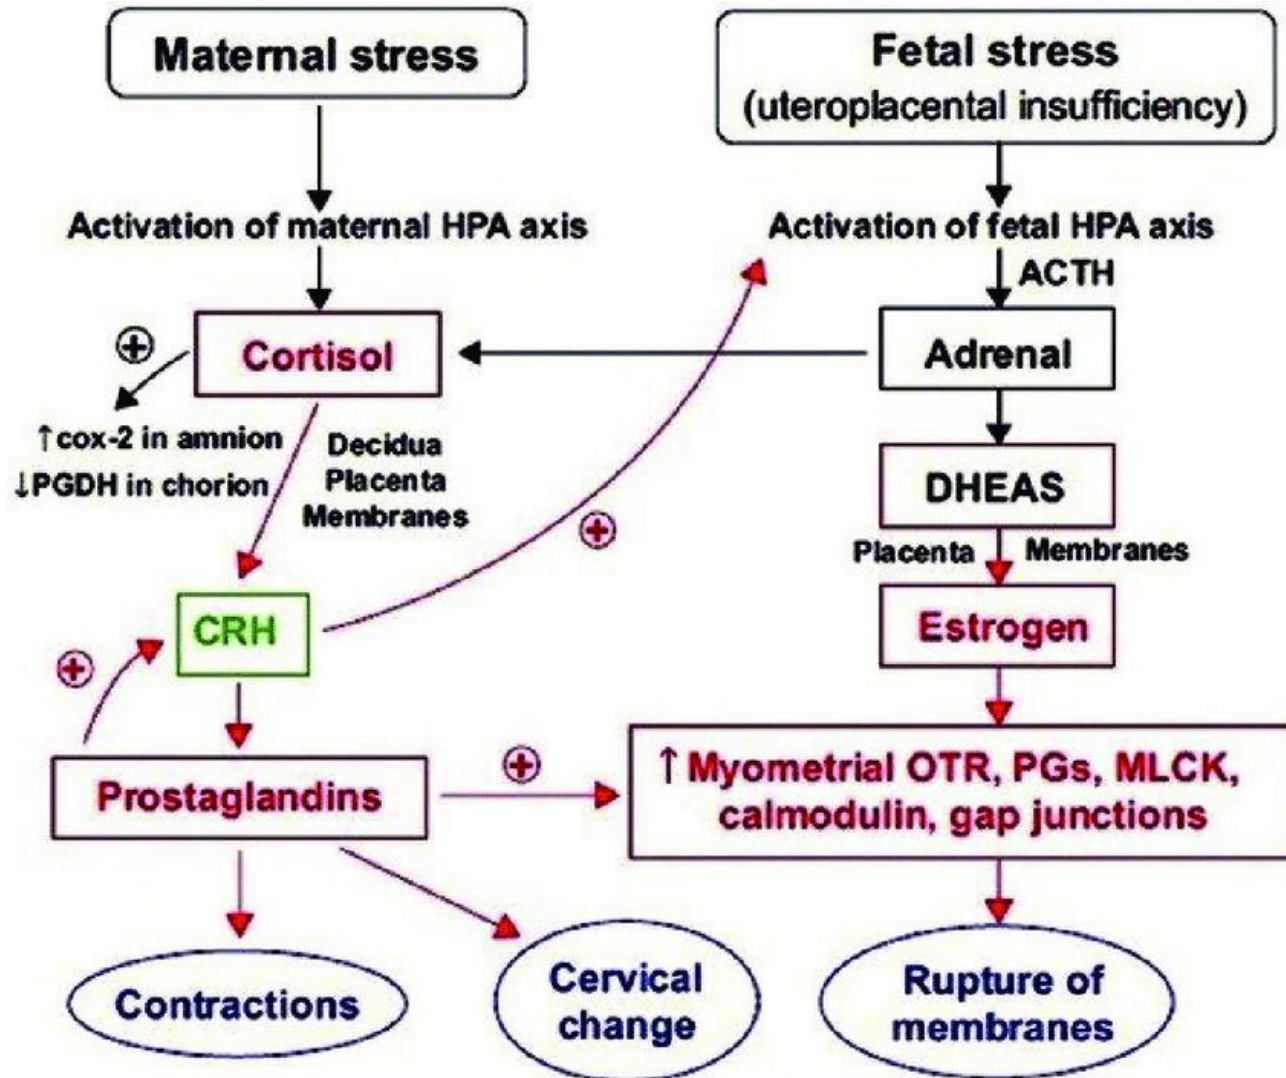 Maternal stress
Fetal stress
(uteroplacental insufficiency)
Activation of maternal HPA axis
Activation of fetal HPA axis
ACTH
+
Cortisol
Adrenal
↑cox-2 in amnion
↓PGDH in chorion
Decidua
Placenta
Membranes
DHEAS
+
Placenta
Membranes
CRH
Estrogen
+
Prostaglandins
+
↑Myometrial OTR, PGs, MLCK,
calmodulin, gap junctions
Contractions
Cervical
change
Rupture of
membranes